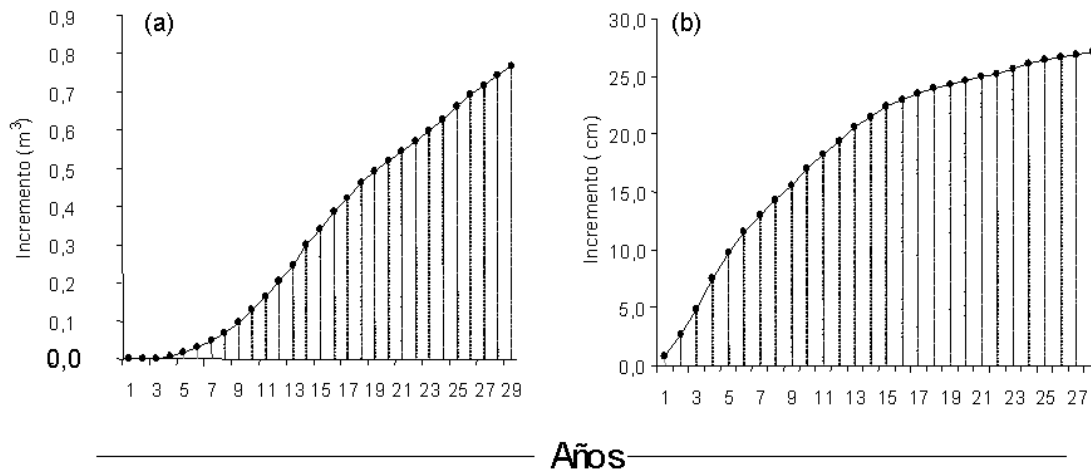 (a)
Incremento (m³)
0,9
0,8
0,7
0,6
0,5
0,4
0,3
0,2
0,1
0,0
1 3 5 7 9 11 13 15 17 19 21 23 25 27 29
(b)
Incremento ( cm)
30,0
25,0
20,0
15,0
10,0
5,0
0,0
1 3 5 7 9 11 13 15 17 19 21 23 25 27
Años